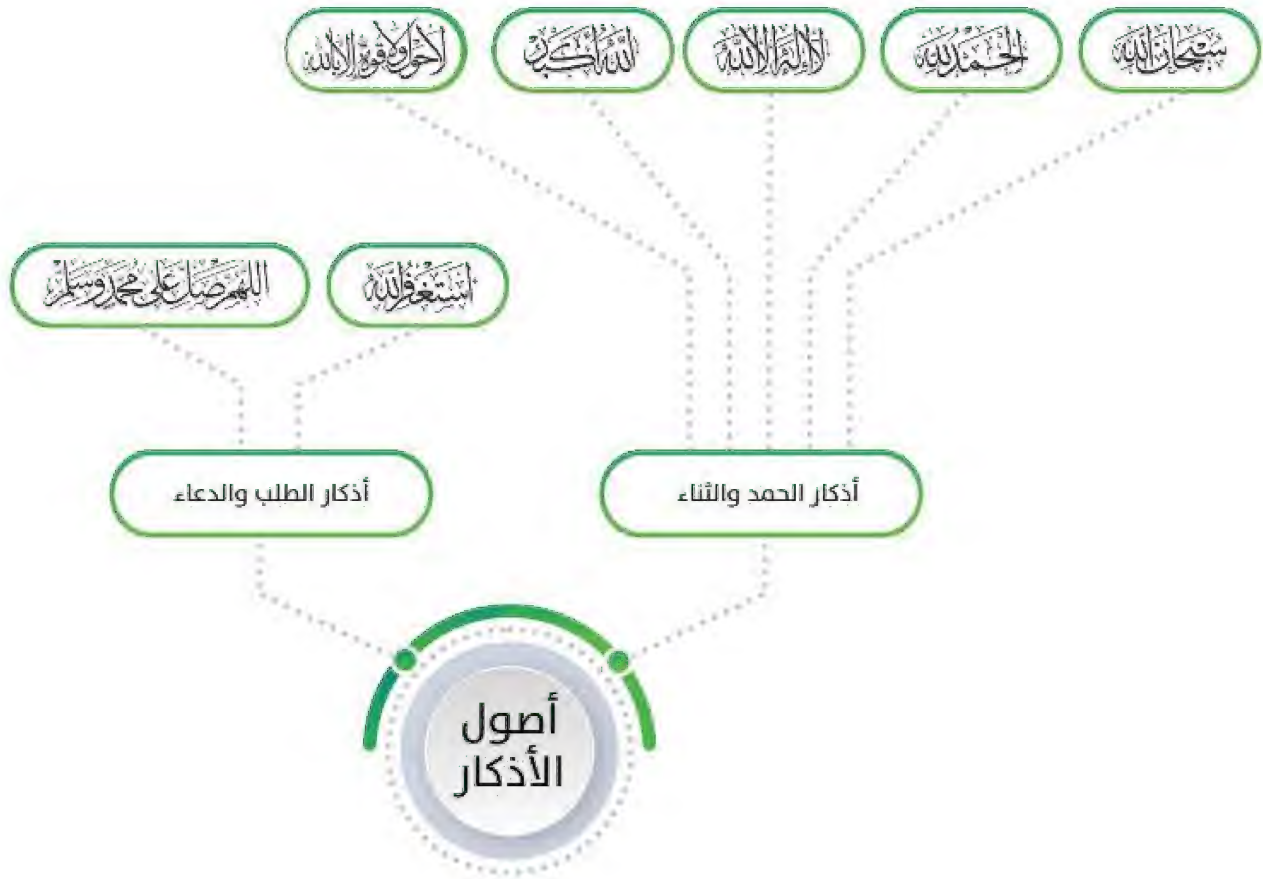 سبحان الله
الحمد لله
لا إله إلا الله
الله أكبر
لا حول ولا قوة إلا بالله
أستغفر الله
اللهم صل على محمد وسلم
أذكار الحمد والثناء
أذكار الطلب والدعاء
أصول
الأذكار